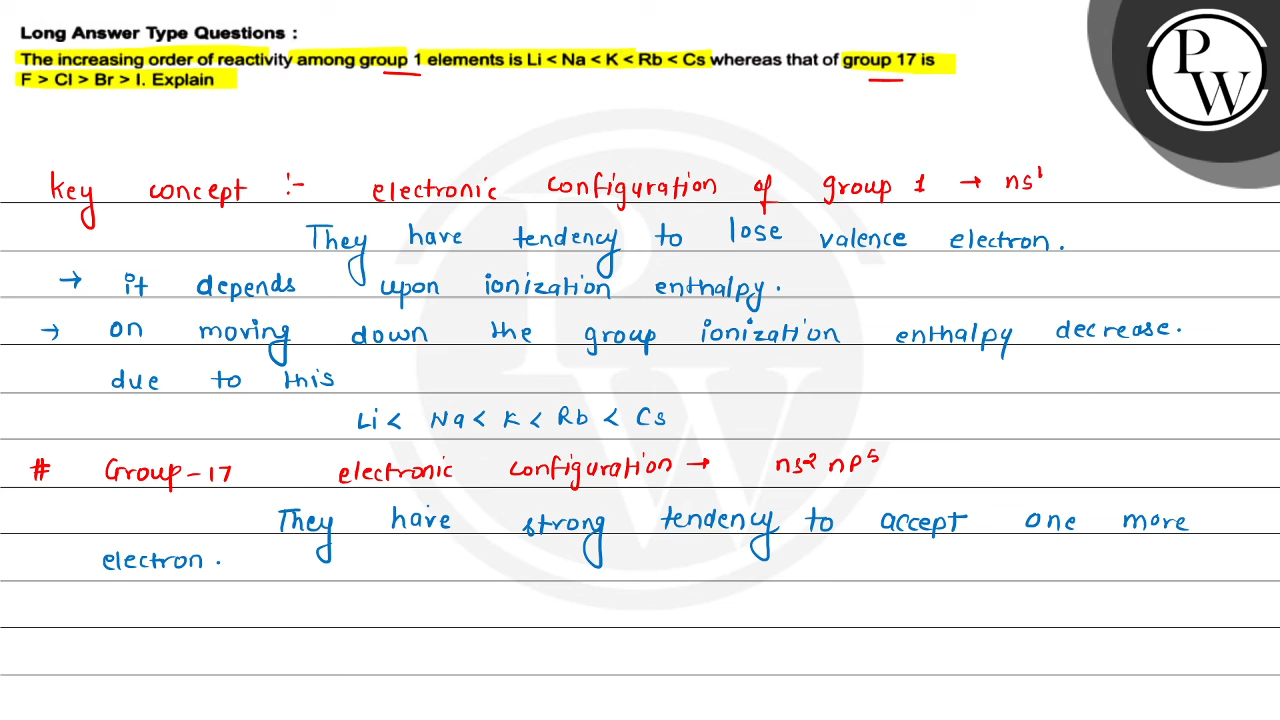 Long Answer Type Questions :
The increasing order of reactivity among group 1 elements is Li < Na < K < Rb < Cs whereas that of group 17 is
F > Cl > Br > I. Explain
P
W
Key concept :- electronic configuration of group 1 → ns¹
They have tendency to lose valence electron.
→ it depends upon ionization enthalpy.
→ on moving down the group ionization enthalpy decrease.
due to this
Li < Na < K < Rb < Cs
# Group-17 electronic configuration → ns² np⁵
They have strong tendency to accept one more
electron.